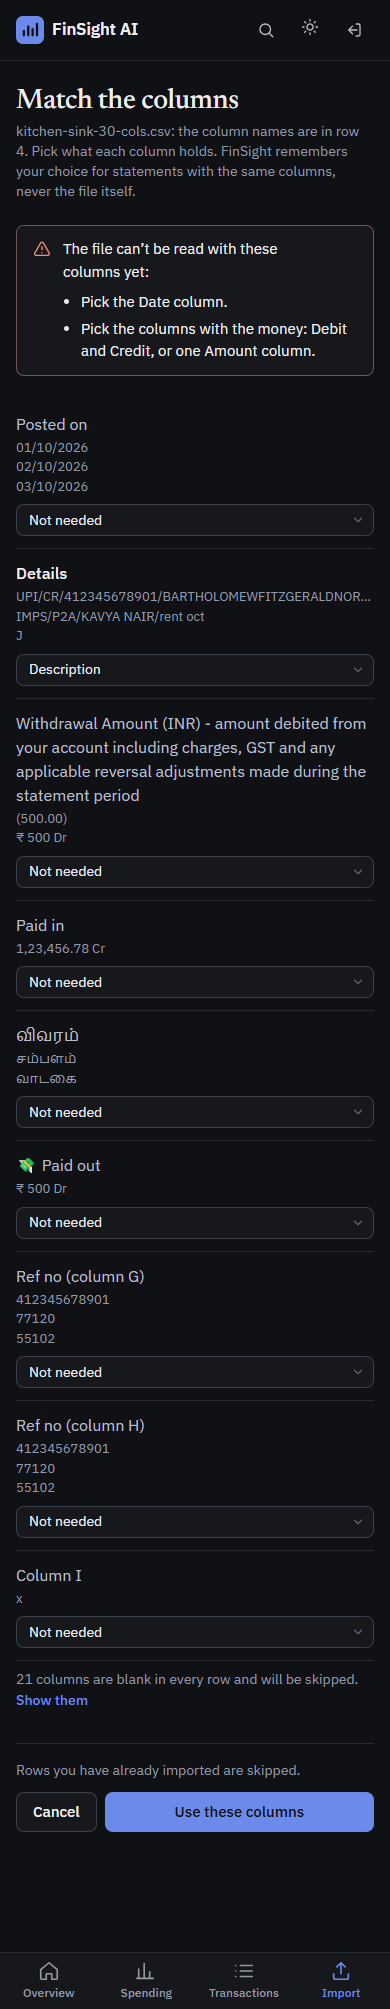 FinSight AI
Match the columns
kitchen-sink-30-cols.csv: the column names are in row
4. Pick what each column holds. FinSight remembers
your choice for statements with the same columns,
never the file itself.
The file can’t be read with these
columns yet:
• Pick the Date column.
• Pick the columns with the money: Debit
and Credit, or one Amount column.
Posted on
01/10/2026
02/10/2026
03/10/2026
Not needed
Details
UPI/CR/412345678901/BARTHOLOMEWFITZGERALDNOR…
IMPS/P2A/KAVYA NAIR/rent oct
J
Description
Withdrawal Amount (INR) - amount debited from
your account including charges, GST and any
applicable reversal adjustments made during the
statement period
(500.00)
₹ 500 Dr
Not needed
Paid in
1,23,456.78 Cr
Not needed
விவரம்
சம்பளம்
வாடகை
Not needed
💸 Paid out
₹ 500 Dr
Not needed
Ref no (column G)
412345678901
77120
55102
Not needed
Ref no (column H)
412345678901
77120
55102
Not needed
Column I
x
Not needed
21 columns are blank in every row and will be skipped.
Show them
Rows you have already imported are skipped.
Cancel
Use these columns
Overview
Spending
Transactions
Import